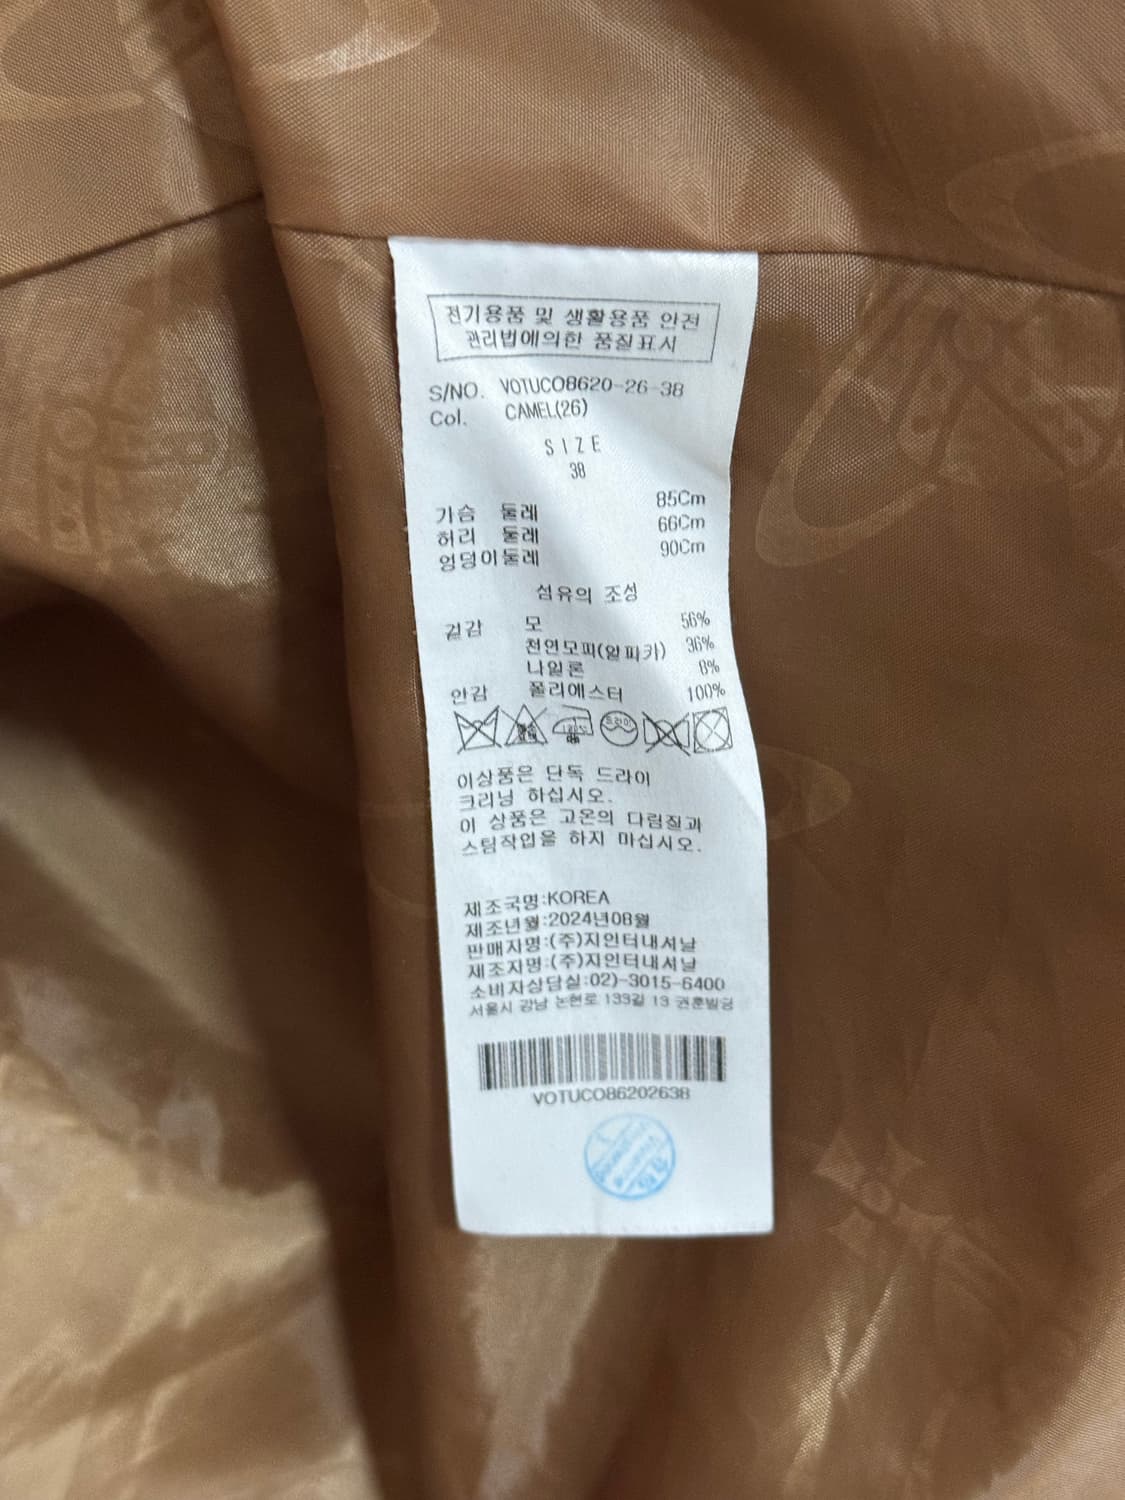 전기용품 및 생활용품 안전
관리법에의한 품질표시
S/NO. VOTUCO8620-26-38
Col. CAMEL(26)
SIZE
38
가슴 둘레 85Cm
허리 둘레 66Cm
엉덩이둘레 90Cm
섬유의 조성
겉감 모 56%
천연모피(알파카) 36%
나일론 8%
안감 폴리에스터 100%
드라이
이상품은 단독 드라이
크리닝 하십시오.
이 상품은 고온의 다림질과
스팀작업을 하지 마십시오.
제조국명:KOREA
제조년월:2024년08월
판매자명:(주)지인터내셔날
제조자명:(주)지인터내셔날
소비자상담실:02)-3015-6400
서울시 강남 논현로 133길 13 권훈빌딩
VOTUCO86202638